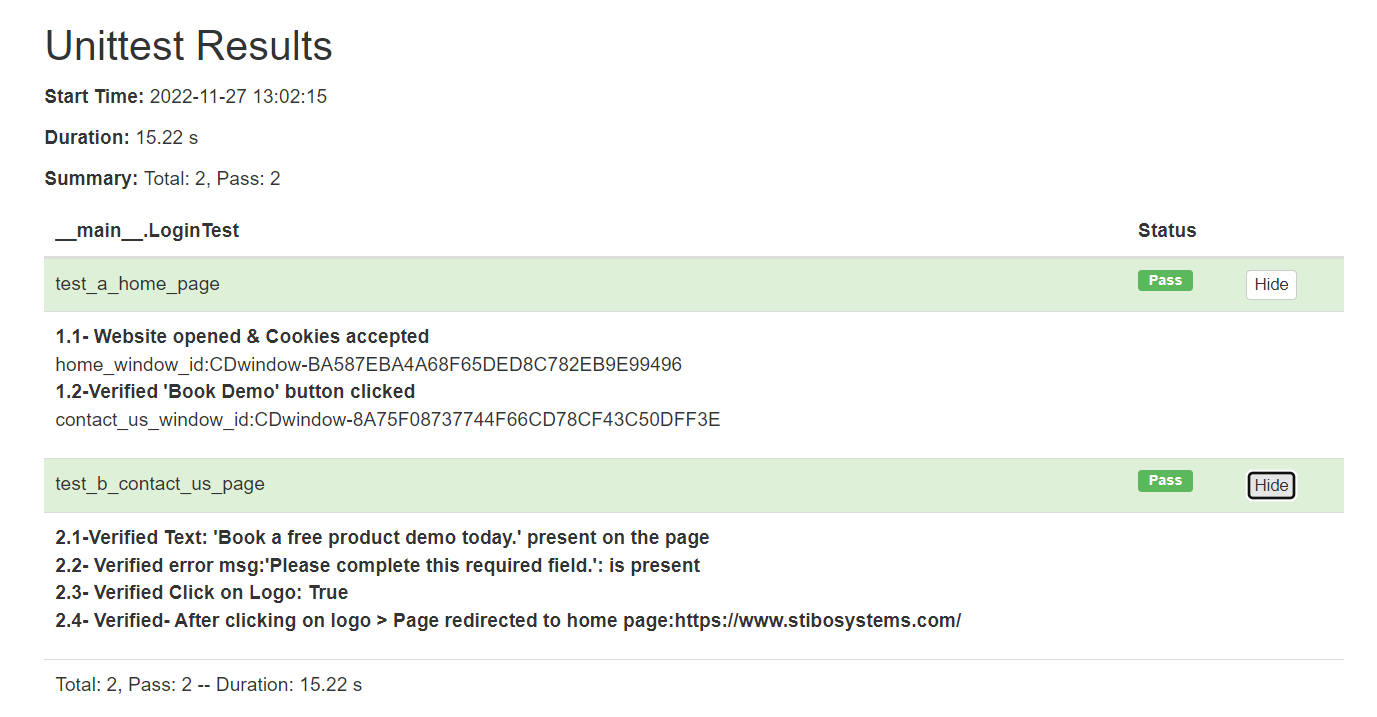 Unittest Results
Start Time: 2022-11-27 13:02:15
Duration: 15.22 s
Summary: Total: 2, Pass: 2
__main__.LoginTest Status
test_a_home_page Pass Hide
1.1- Website opened & Cookies accepted
home_window_id:CDwindow-BA587EBA4A68F65DED8C782EB9E99496
1.2-Verified 'Book Demo' button clicked
contact_us_window_id:CDwindow-8A75F08737744F66CD78CF43C50DFF3E
test_b_contact_us_page Pass Hide
2.1-Verified Text: 'Book a free product demo today.' present on the page
2.2- Verified error msg:'Please complete this required field.': is present
2.3- Verified Click on Logo: True
2.4- Verified- After clicking on logo > Page redirected to home page:https://www.stibosystems.com/
Total: 2, Pass: 2 -- Duration: 15.22 s